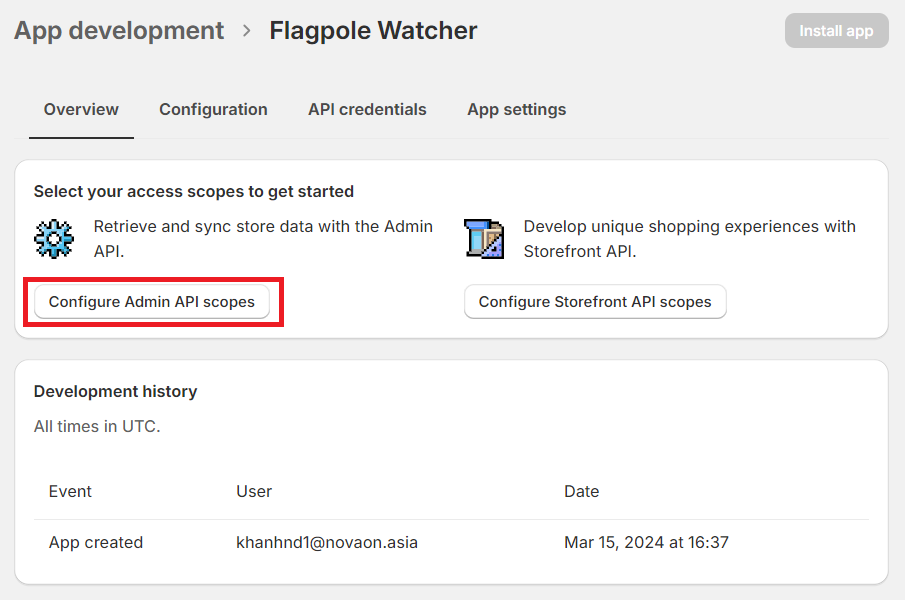 App development > Flagpole Watcher
Install app
Overview Configuration API credentials App settings
Select your access scopes to get started
Retrieve and sync store data with the Admin
API.
Develop unique shopping experiences with
Storefront API.
Configure Admin API scopes
Configure Storefront API scopes
Development history
All times in UTC.
Event User Date
App created khanhnd1@novaon.asia Mar 15, 2024 at 16:37